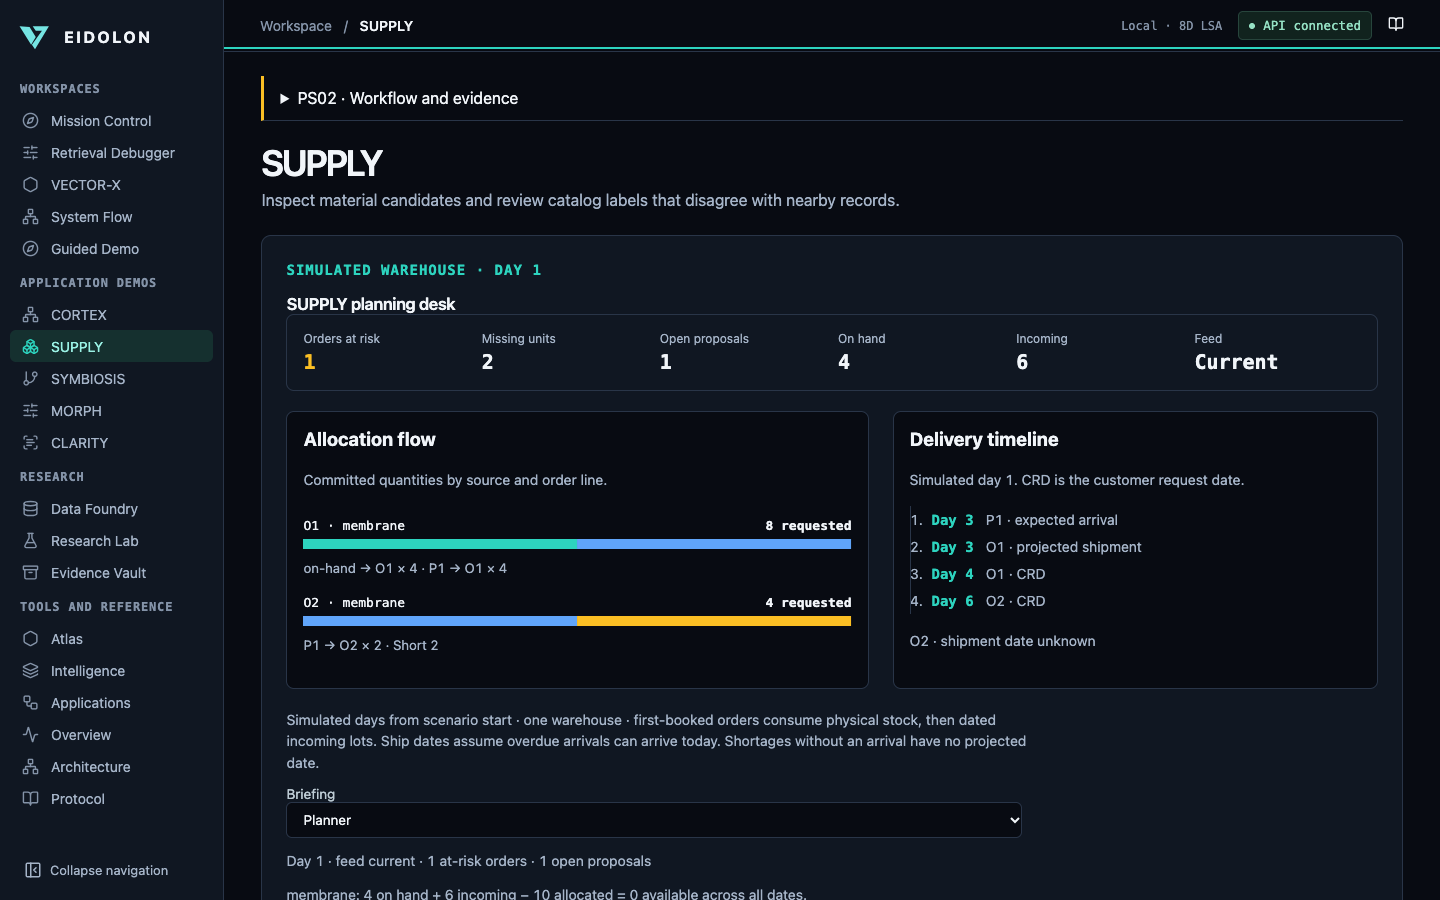 EIDOLON
WORKSPACES
Mission Control
Retrieval Debugger
VECTOR-X
System Flow
Guided Demo
APPLICATION DEMOS
CORTEX
SUPPLY
SYMBIOSIS
MORPH
CLARITY
RESEARCH
Data Foundry
Research Lab
Evidence Vault
TOOLS AND REFERENCE
Atlas
Intelligence
Applications
Overview
Architecture
Protocol
Collapse navigation
Workspace / SUPPLY
Local · 8D LSA
● API connected
▶ PS02 · Workflow and evidence
SUPPLY
Inspect material candidates and review catalog labels that disagree with nearby records.
SIMULATED WAREHOUSE · DAY 1
SUPPLY planning desk
Orders at risk
1
Missing units
2
Open proposals
1
On hand
4
Incoming
6
Feed
Current
Allocation flow
Committed quantities by source and order line.
O1 · membrane 8 requested
on-hand → O1 × 4 · P1 → O1 × 4
O2 · membrane 4 requested
P1 → O2 × 2 · Short 2
Delivery timeline
Simulated day 1. CRD is the customer request date.
1. Day 3 P1 · expected arrival
2. Day 3 O1 · projected shipment
3. Day 4 O1 · CRD
4. Day 6 O2 · CRD
O2 · shipment date unknown
Simulated days from scenario start · one warehouse · first-booked orders consume physical stock, then dated
incoming lots. Ship dates assume overdue arrivals can arrive today. Shortages without an arrival have no projected
date.
Briefing
Planner
Day 1 · feed current · 1 at-risk orders · 1 open proposals
membrane: 4 on hand + 6 incoming − 10 allocated = 0 available across all dates.